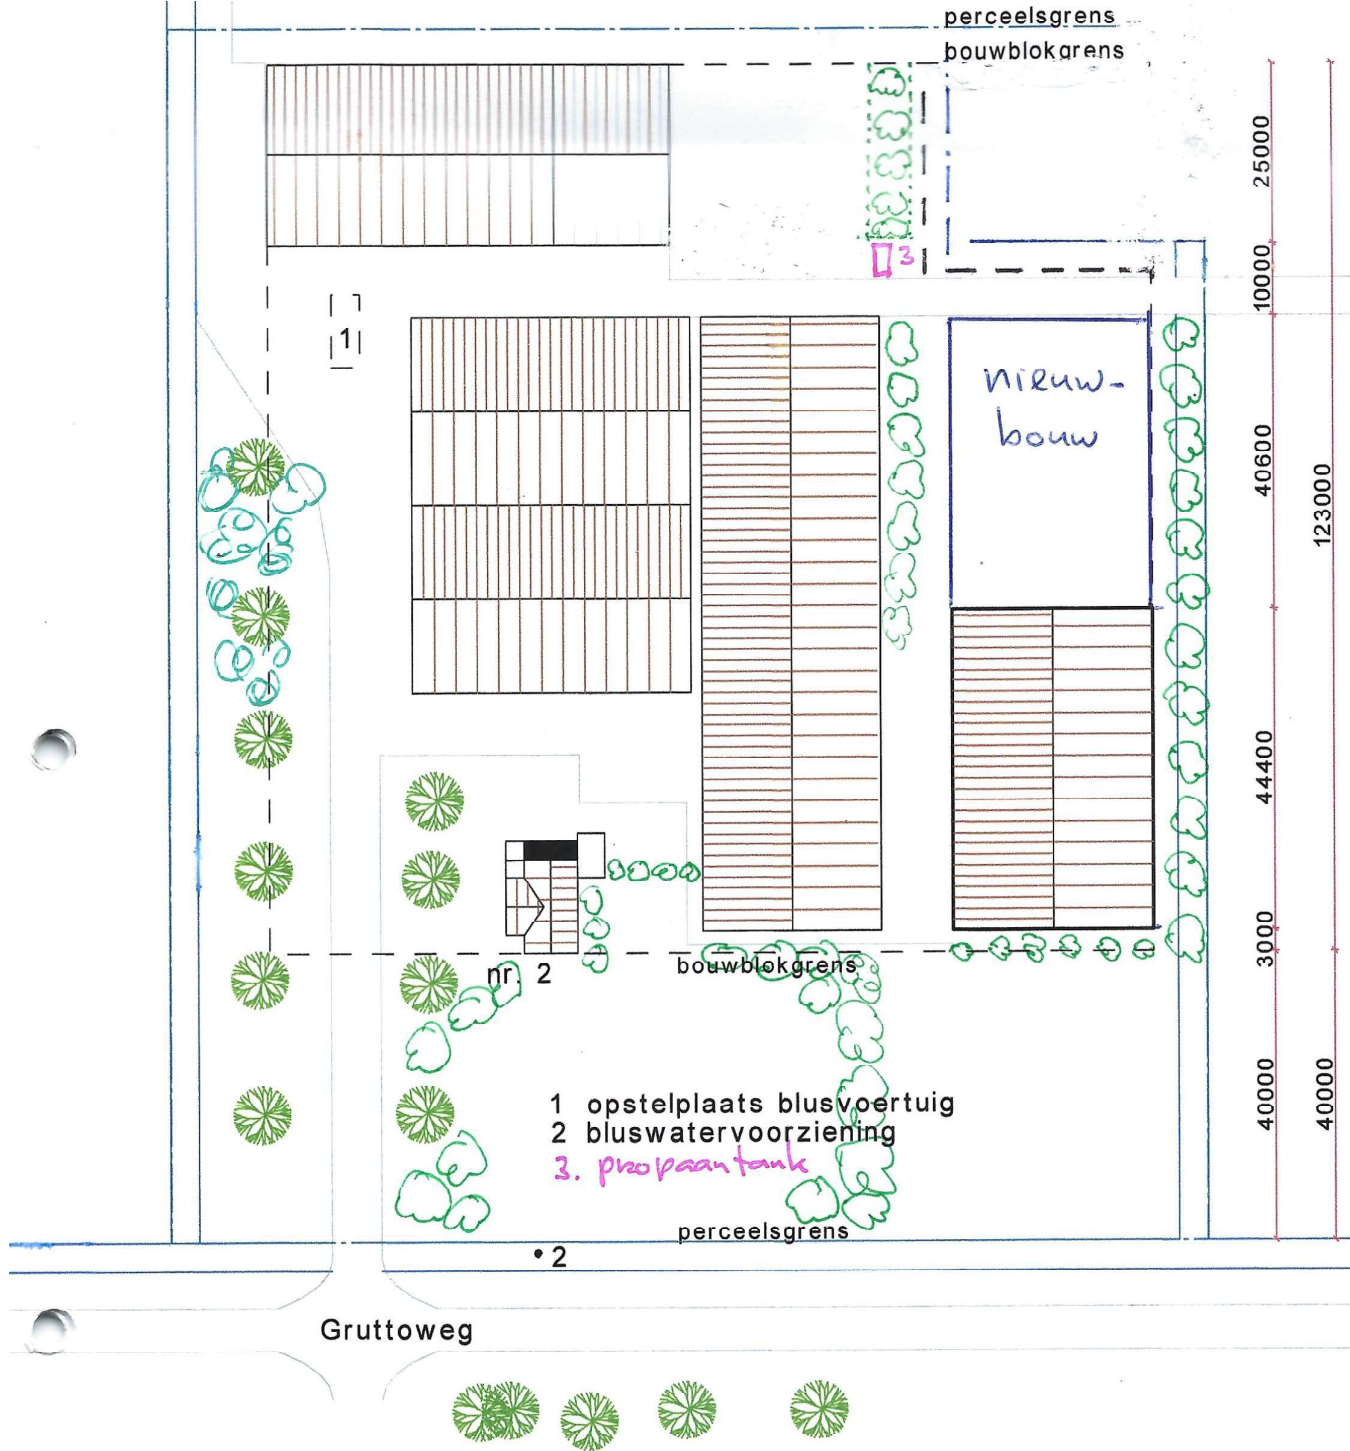 perceelsgrens
bouwblokgrens
25000
3
10000
1
nieuw-
bouw
40600
123000
44400
3000
bouwblokgrens
nr. 2
40000
40000
1 opstelplaats blusvoertuig
2 bluswatervoorziening
3. propaantank
perceelsgrens
2
Gruttoweg